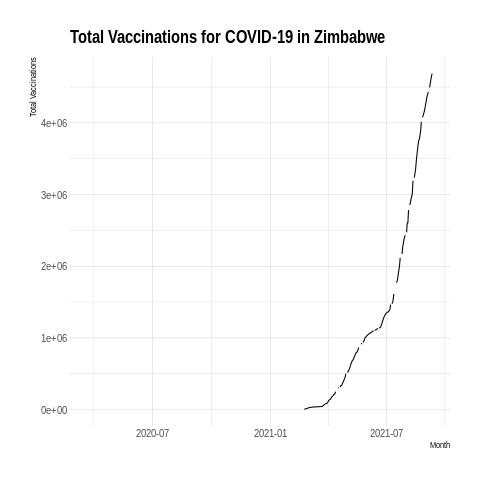 Total Vaccinations for COVID-19 in Zimbabwe
Total Vaccinations
4e+06
3e+06
2e+06
1e+06
0e+00
2020-07 2021-01 2021-07
Month